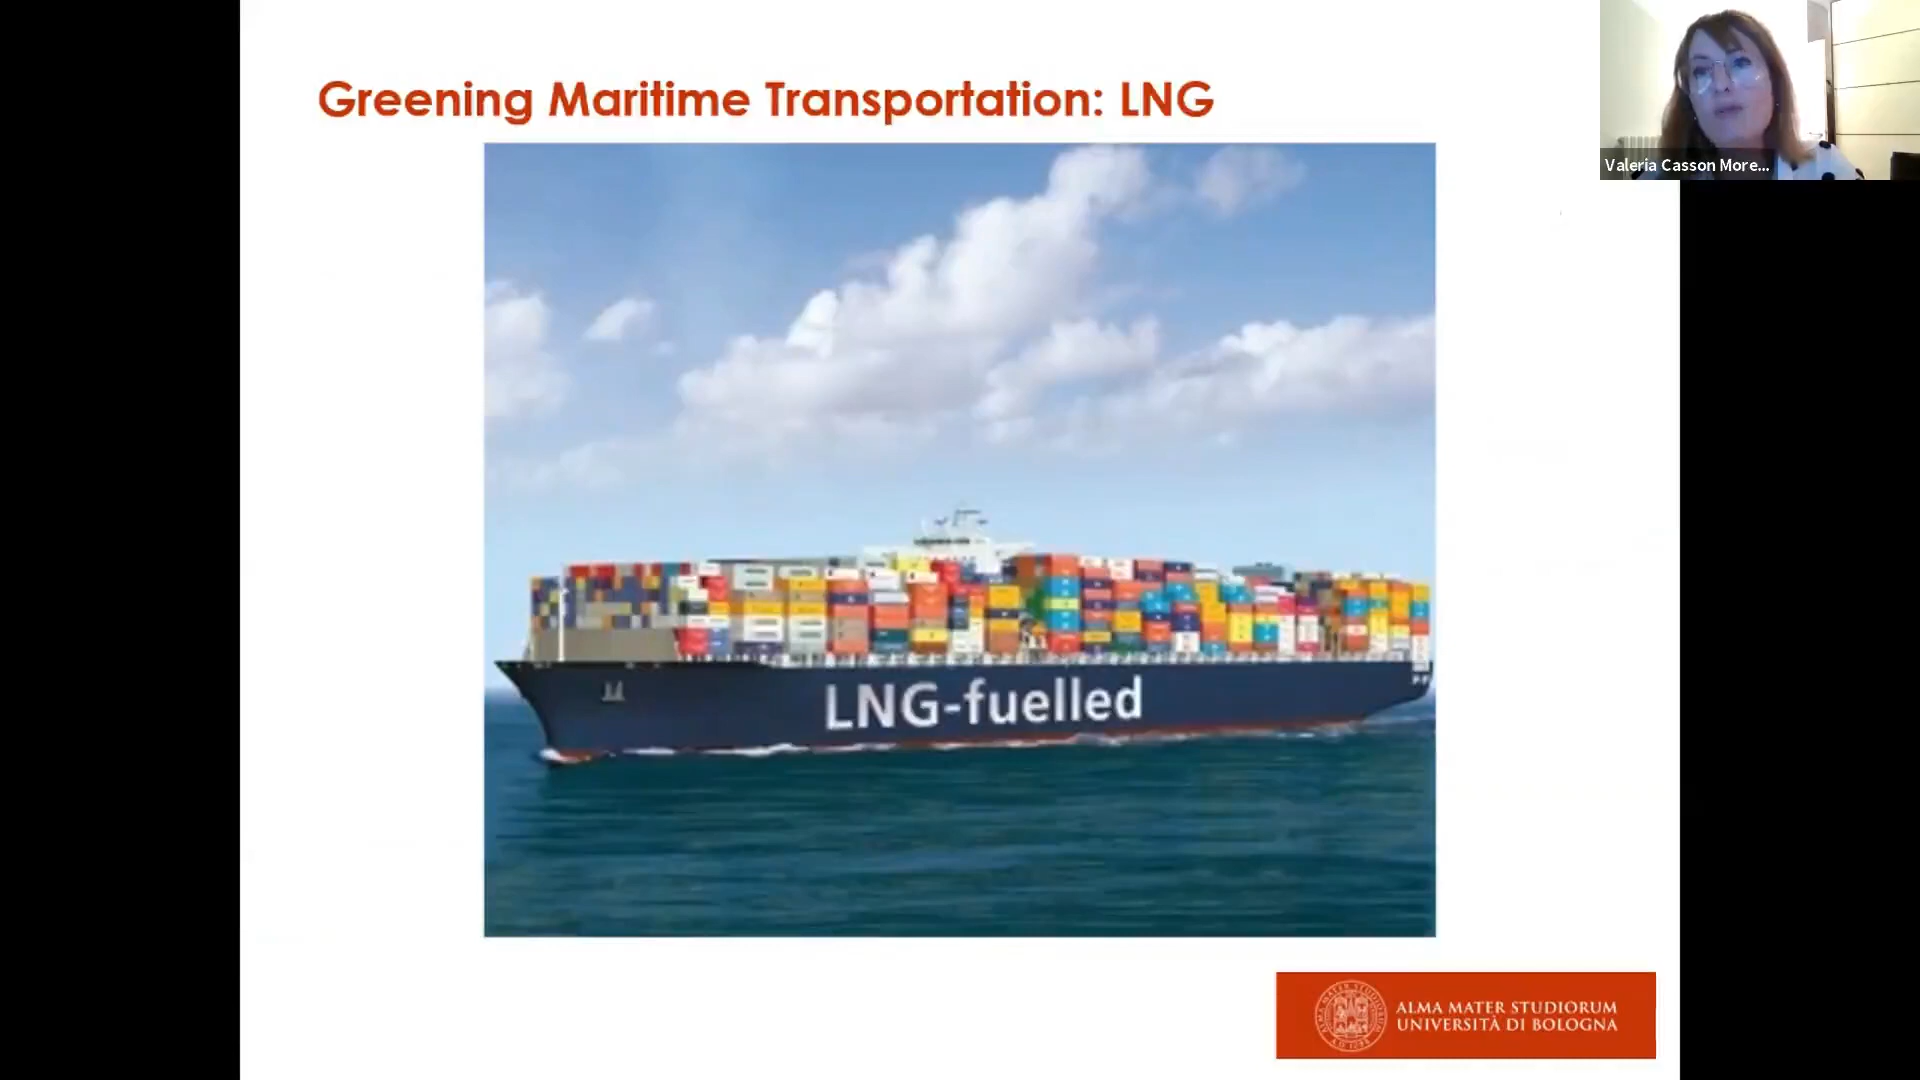 Greening Maritime Transportation: LNG
Valeria Casson More...
LNG-fuelled
ALMA MATER STUDIORUM
UNIVERSITÀ DI BOLOGNA